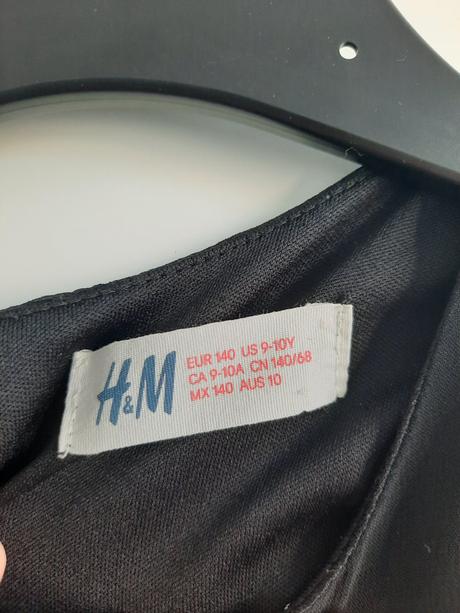 H&M
EUR 140 US 9-10Y
CA 9-10A CN 140/68
MX 140 AUS 10